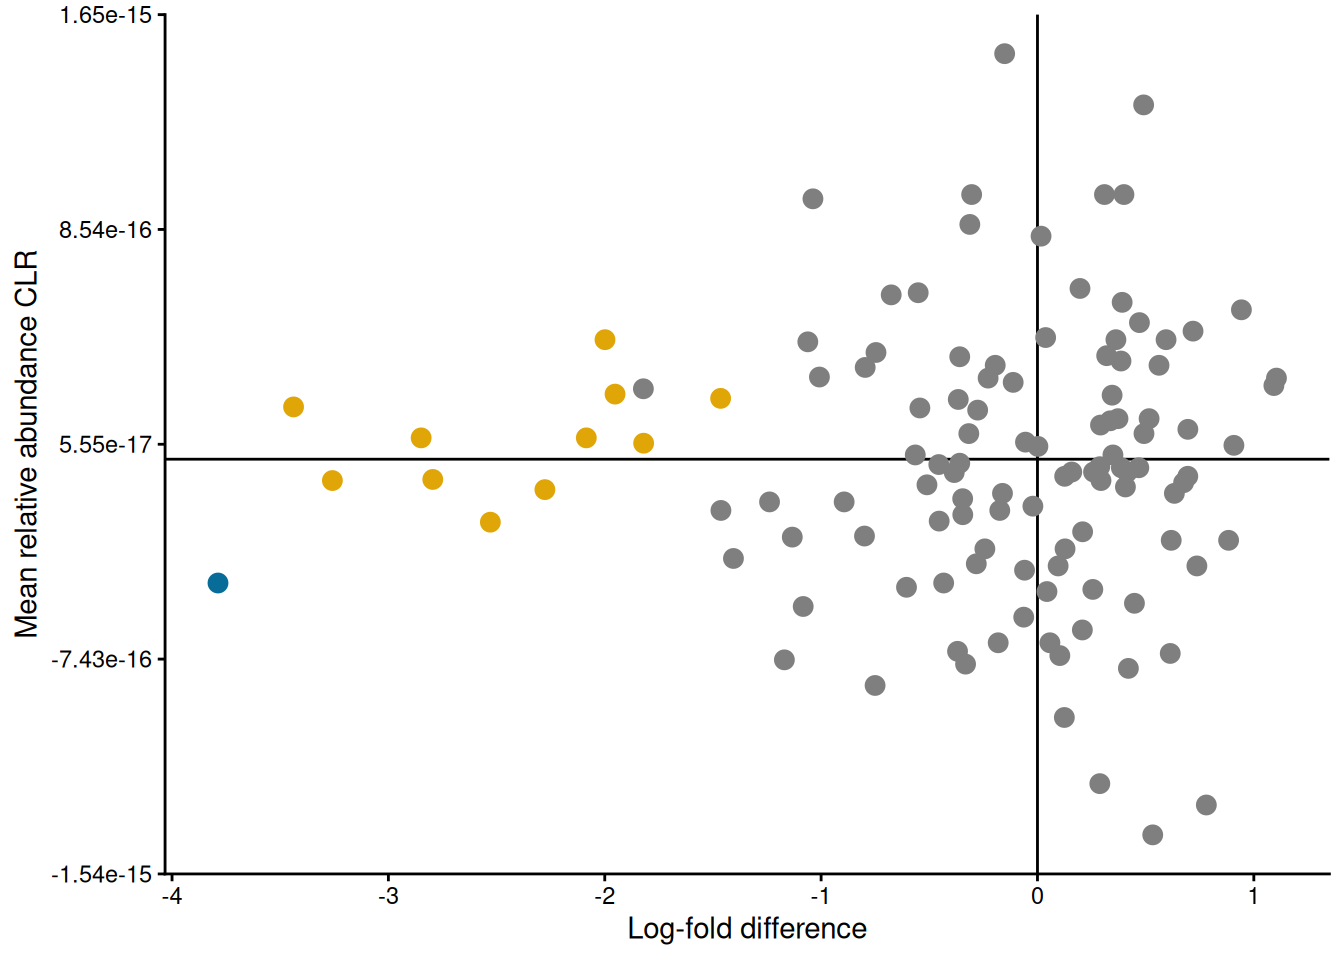 1.65e-15
8.54e-16
5.55e-17
-7.43e-16
-1.54e-15
Mean relative abundance CLR
-4 -3 -2 -1 0 1
Log-fold difference